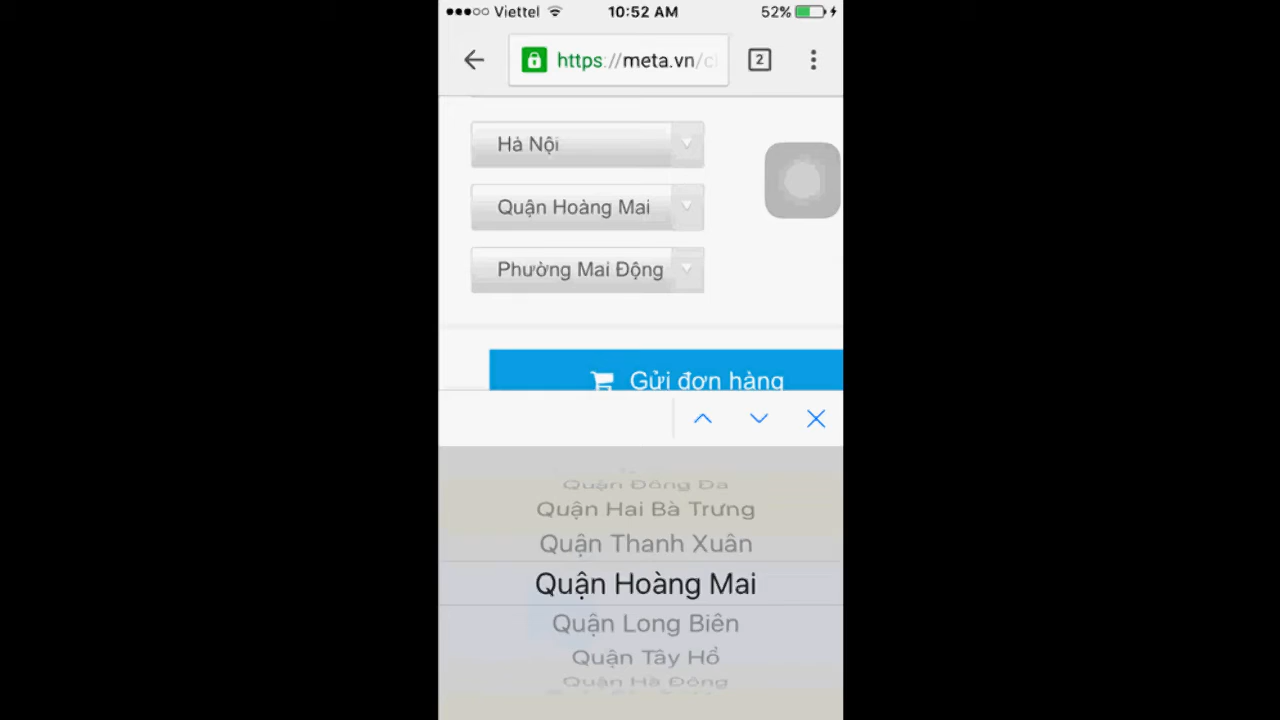 Viettel 10:52 AM 52%
https://meta.vn/cl 2
Hà Nội
Quận Hoàng Mai
Phường Mai Động
Gửi đơn hàng
Quận Đống Đa
Quận Hai Bà Trưng
Quận Thanh Xuân
Quận Hoàng Mai
Quận Long Biên
Quận Tây Hồ
Quận Hà Đông